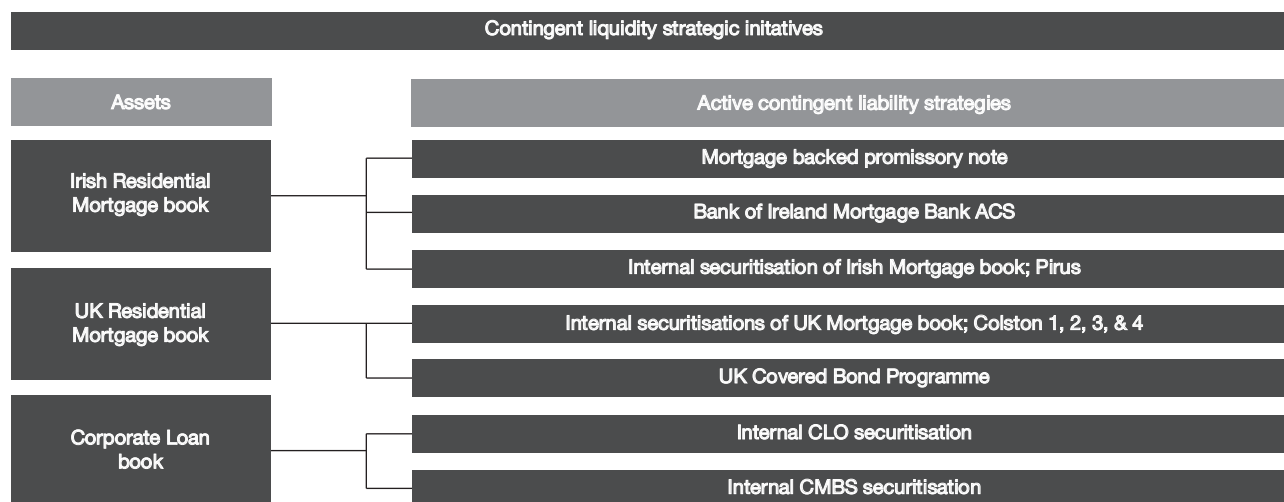 Contingent liquidity strategic initatives
Assets
Active contingent liability strategies
Irish Residential
Mortgage book
Mortgage backed promissory note
Bank of Ireland Mortgage Bank ACS
Internal securitisation of Irish Mortgage book; Pirus
UK Residential
Mortgage book
Internal securitisations of UK Mortgage book; Colston 1, 2, 3, & 4
UK Covered Bond Programme
Corporate Loan
book
Internal CLO securitisation
Internal CMBS securitisation